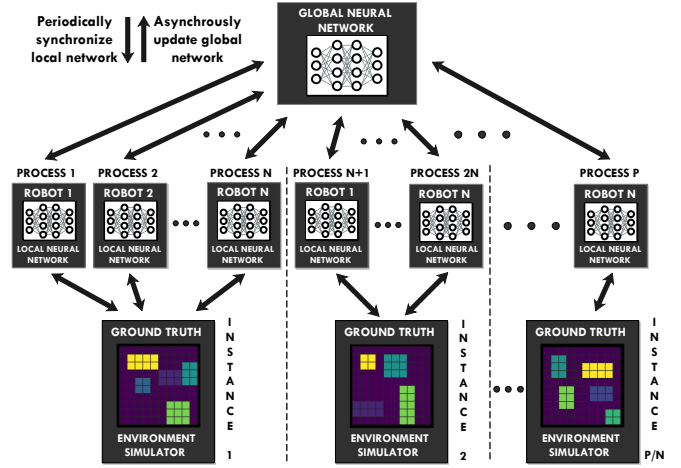 Periodically
synchronize
local network
Asynchrously
update global
network
GLOBAL NEURAL
NETWORK
PROCESS 1
PROCESS 2
PROCESS N
PROCESS N+1
PROCESS 2N
PROCESS P
ROBOT 1
ROBOT 2
ROBOT N
ROBOT 1
ROBOT N
ROBOT N
LOCAL NEURAL
NETWORK
LOCAL NEURAL
NETWORK
LOCAL NEURAL
NETWORK
LOCAL NEURAL
NETWORK
LOCAL NEURAL
NETWORK
LOCAL NEURAL
NETWORK
GROUND TRUTH
ENVIRONMENT
SIMULATOR
INSTANCE
1
GROUND TRUTH
ENVIRONMENT
SIMULATOR
INSTANCE
2
GROUND TRUTH
ENVIRONMENT
SIMULATOR
INSTANCE
P/N